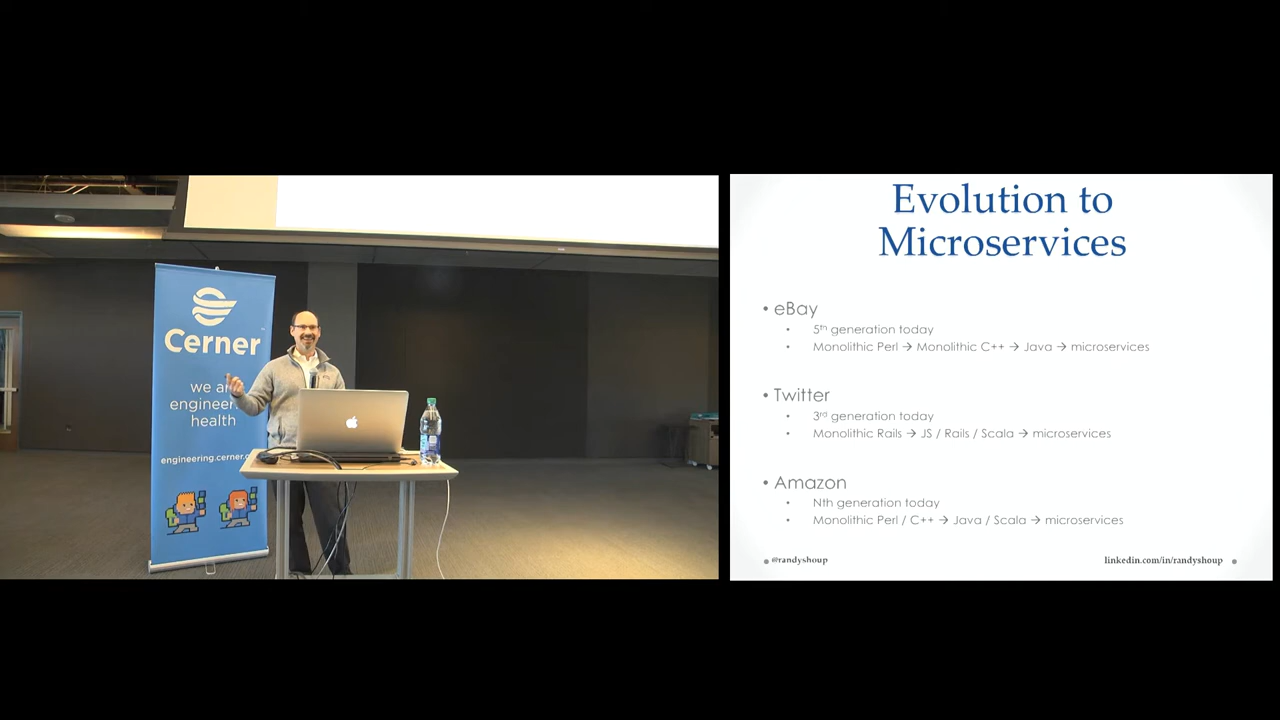 Cerner
we are
engineering
health
engineering.cerner.c
Evolution to
Microservices
• eBay
• 5th generation today
• Monolithic Perl → Monolithic C++ → Java → microservices
• Twitter
• 3rd generation today
• Monolithic Rails → JS / Rails / Scala → microservices
• Amazon
• Nth generation today
• Monolithic Perl / C++ → Java / Scala → microservices
@randyshoup
linkedin.com/in/randyshoup